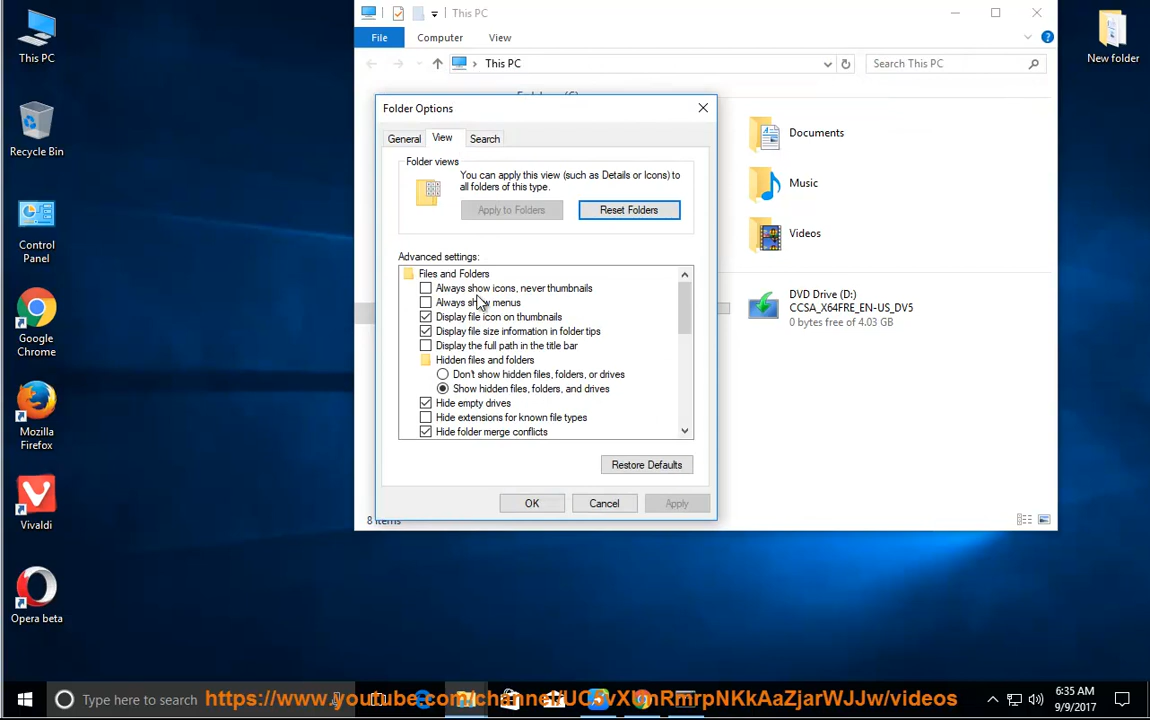 This PC
Recycle Bin
Control
Panel
Google
Chrome
Mozilla
Firefox
Vivaldi
Opera beta
New folder
This PC
File
Computer
View
This PC
Search This PC
Folder Options
General
View
Search
Folder views
You can apply this view (such as Details or Icons) to
all folders of this type.
Apply to Folders
Reset Folders
Advanced settings:
Files and Folders
Always show icons, never thumbnails
Always show menus
Display file icon on thumbnails
Display file size information in folder tips
Display the full path in the title bar
Hidden files and folders
Don't show hidden files, folders, or drives
Show hidden files, folders, and drives
Hide empty drives
Hide extensions for known file types
Hide folder merge conflicts
Restore Defaults
OK
Cancel
Apply
Documents
Music
Videos
DVD Drive (D:)
CCSA_X64FRE_EN-US_DV5
0 bytes free of 4.03 GB
8 items
Type here to search
6:35 AM
9/9/2017